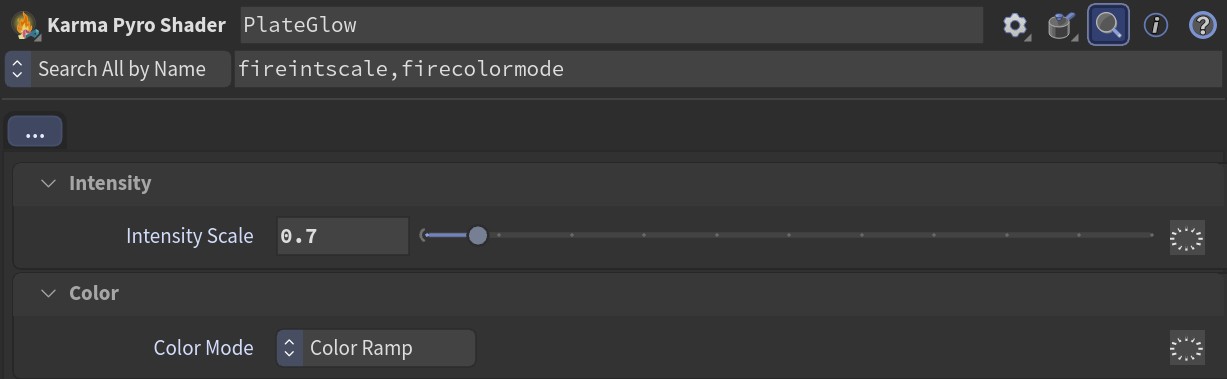 Karma Pyro Shader PlateGlow
Search All by Name fireintscale,firecolormode
...
Intensity
Intensity Scale 0.7
Color
Color Mode Color Ramp